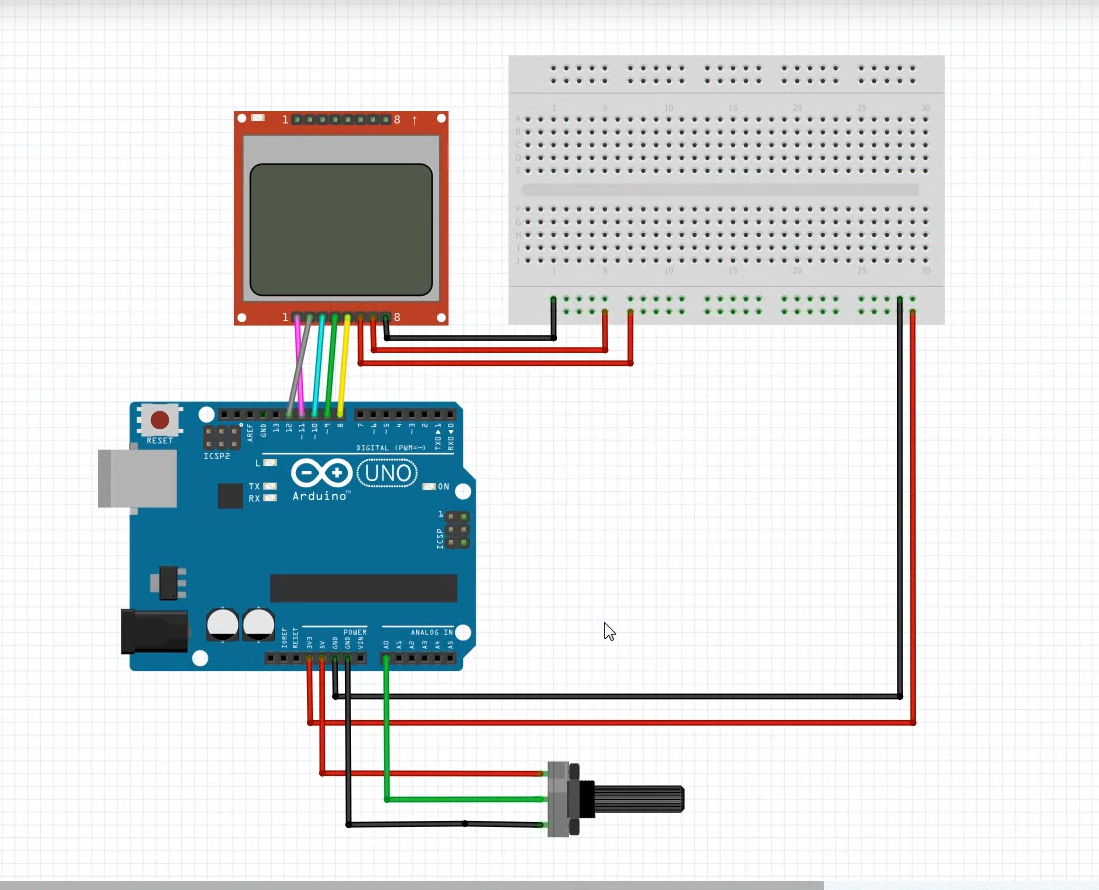 1 5 10 15 20 25 30
A
B
C
D
E
F
G
H
I
J
1 5 10 15 20 25 30
1 8 ↑
1 8
RESET
ICSP2
AREF
GND
13
12
~11
~10
~9
8
7
~6
~5
4
~3
2
TXD▶1
RXD◀0
DIGITAL (PWM=~)
L
TX
RX
UNO
Arduino™
ON
1
ICSP
IOREF
RESET
3V3
5V
GND
GND
VIN
POWER
ANALOG IN
A0
A1
A2
A3
A4
A5